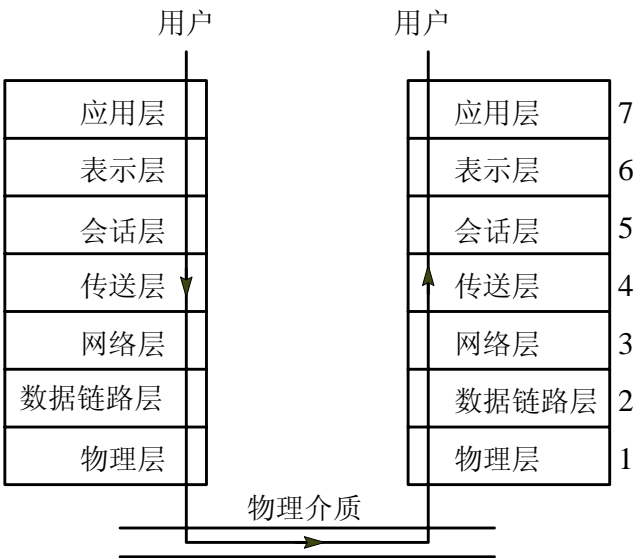 用户 用户
应用层 应用层 7
表示层 表示层 6
会话层 会话层 5
传送层 传送层 4
网络层 网络层 3
数据链路层 数据链路层 2
物理层 物理层 1
物理介质